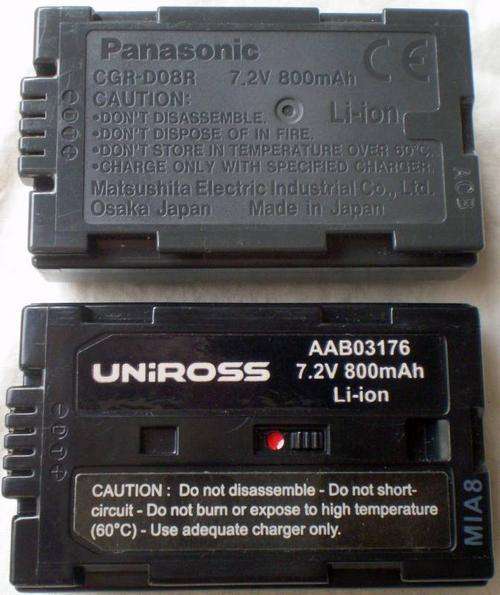 Panasonic
CGR-D08R 7.2V 800mAh
CAUTION:
•DON'T DISASSEMBLE.
Li-ion
•DON'T DISPOSE OF IN FIRE.
•DON'T STORE IN TEMPERATURE OVER 60°C.
•CHARGE ONLY WITH SPECIFIED CHARGER.
Matsushita Electric Industrial Co., Ltd.
Osaka Japan Made in Japan
CE
ACB
UNiROSS
AAB03176
7.2V 800mAh
Li-ion
CAUTION : Do not disassemble - Do not short-
circuit - Do not burn or expose to high temperature
(60°C) - Use adequate charger only.
MIA8